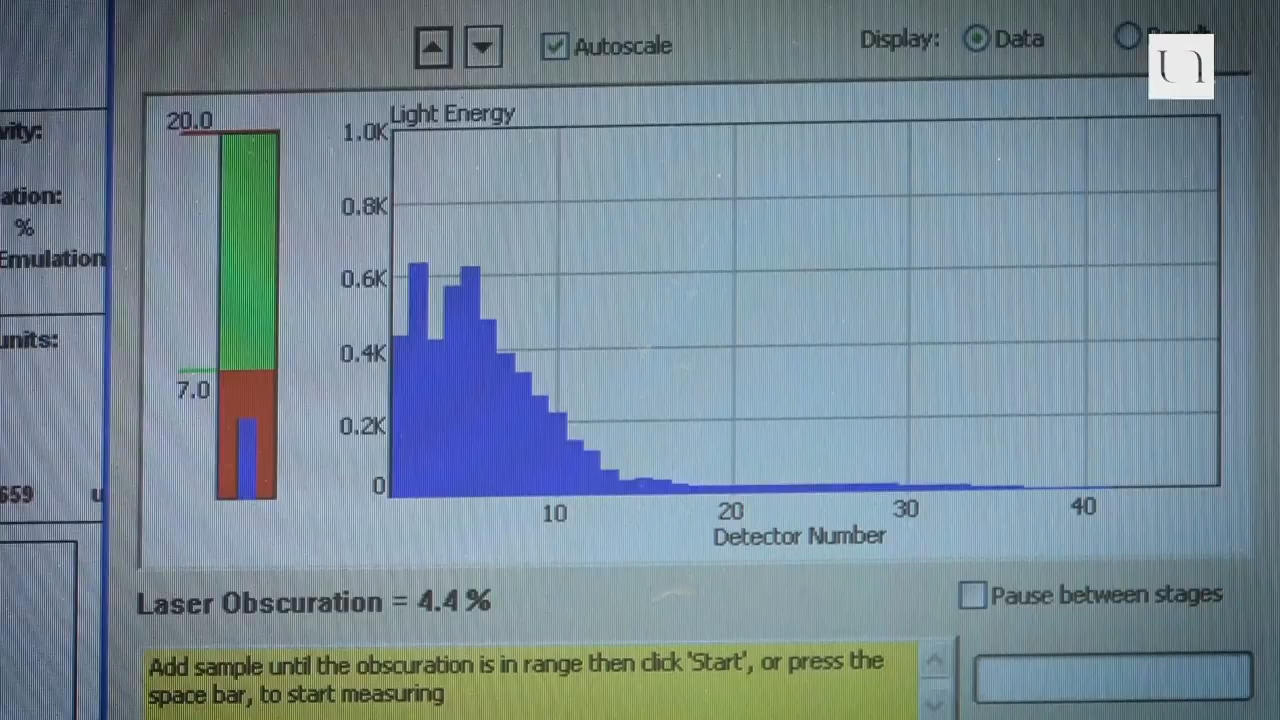 Autoscale
Display:
Data
vity:
ation:
%
Emulation
units:
659
u
20.0
7.0
Light Energy
1.0K
0.8K
0.6K
0.4K
0.2K
0
10 20 30 40
Detector Number
Laser Obscuration = 4.4 %
Pause between stages
Add sample until the obscuration is in range then click 'Start', or press the
space bar, to start measuring